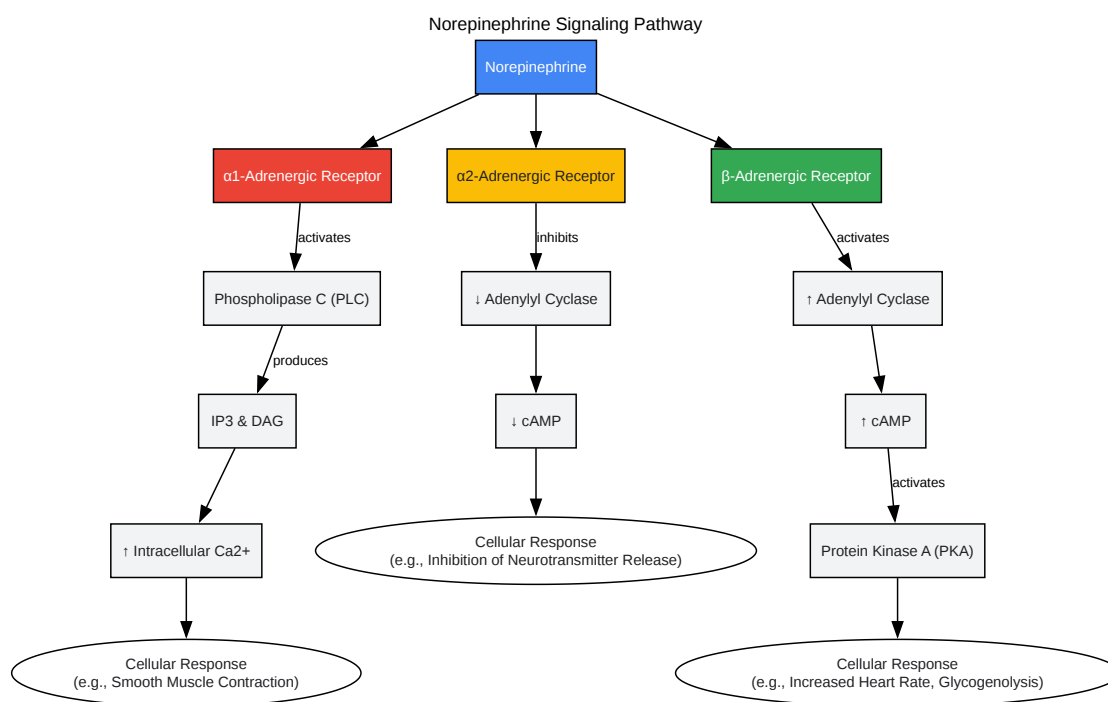 Norepinephrine Signaling Pathway
Norepinephrine
α1-Adrenergic Receptor
α2-Adrenergic Receptor
β-Adrenergic Receptor
activates
inhibits
activates
Phospholipase C (PLC)
↓ Adenylyl Cyclase
↑ Adenylyl Cyclase
produces
IP3 & DAG
↓ cAMP
↑ cAMP
activates
↑ Intracellular Ca2+
Cellular Response
(e.g., Inhibition of Neurotransmitter Release)
Protein Kinase A (PKA)
Cellular Response
(e.g., Smooth Muscle Contraction)
Cellular Response
(e.g., Increased Heart Rate, Glycogenolysis)